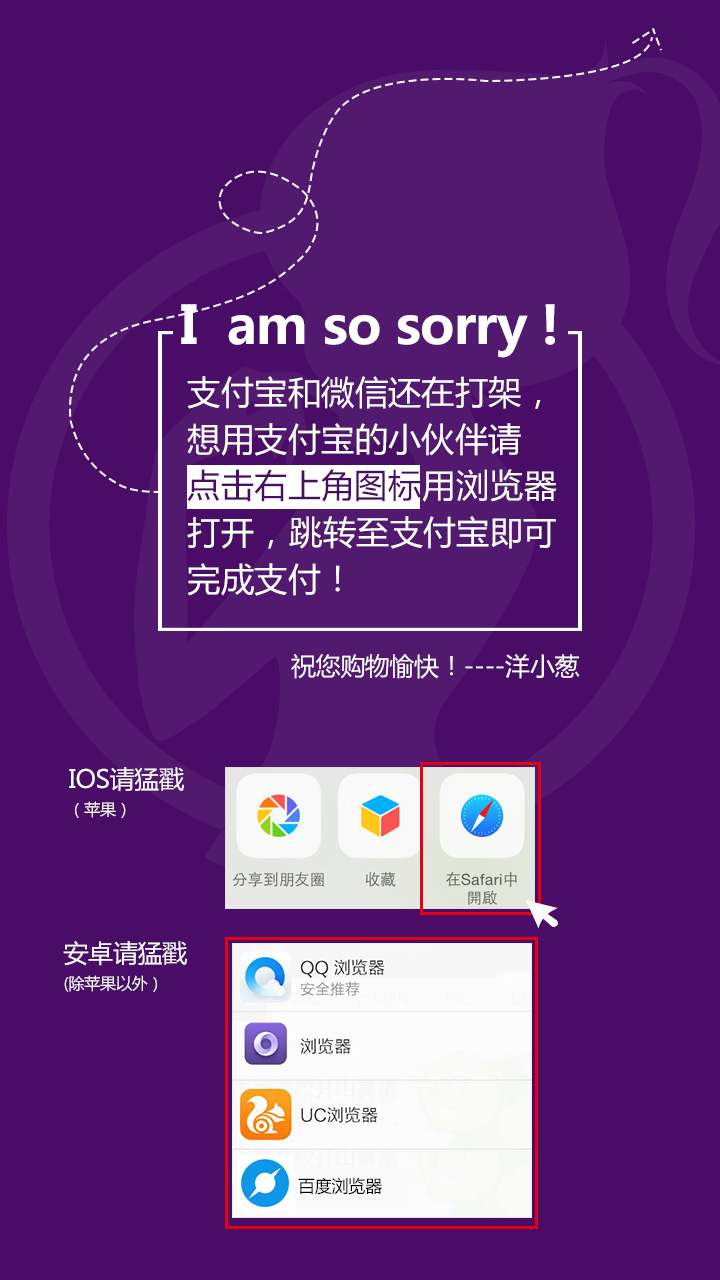 I am so sorry !
支付宝和微信还在打架，
想用支付宝的小伙伴请
点击右上角图标用浏览器
打开，跳转至支付宝即可
完成支付！
祝您购物愉快！----洋小葱
IOS请猛戳
（苹果）
分享到朋友圈
收藏
在Safari中
開啟
安卓请猛戳
(除苹果以外）
QQ 浏览器
安全推荐
浏览器
UC浏览器
百度浏览器